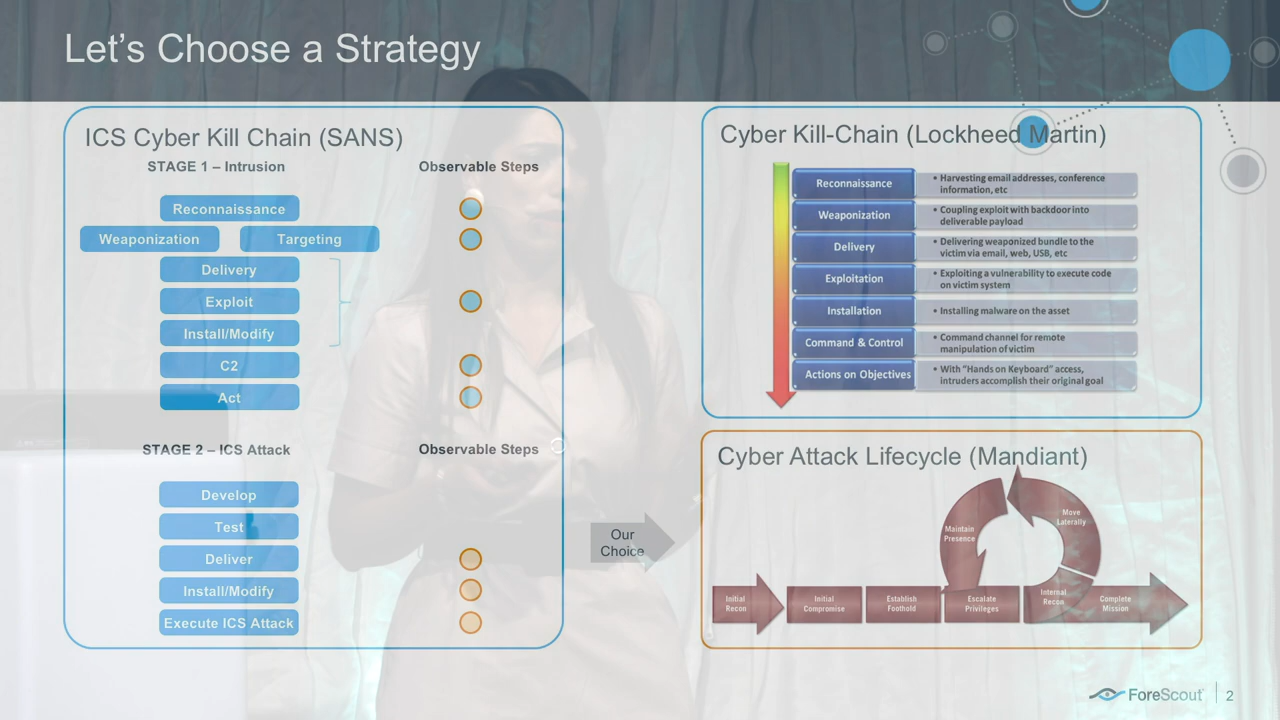 Let's Choose a Strategy
ICS Cyber Kill Chain (SANS)
STAGE 1 – Intrusion
Observable Steps
Reconnaissance
Weaponization
Targeting
Delivery
Exploit
Install/Modify
C2
Act
STAGE 2 – ICS Attack
Observable Steps
Develop
Test
Deliver
Install/Modify
Execute ICS Attack
Our
Choice
Cyber Kill-Chain (Lockheed Martin)
Reconnaissance
• Harvesting email addresses, conference
information, etc
Weaponization
• Coupling exploit with backdoor into
deliverable payload
Delivery
• Delivering weaponized bundle to the
victim via email, web, USB, etc
Exploitation
• Exploiting a vulnerability to execute code
on victim system
Installation
• Installing malware on the asset
Command & Control
• Command channel for remote
manipulation of victim
Actions on Objectives
• With "Hands on Keyboard" access,
intruders accomplish their original goal
Cyber Attack Lifecycle (Mandiant)
Maintain
Presence
Move
Laterally
Initial
Recon
Initial
Compromise
Establish
Foothold
Escalate
Privileges
Internal
Recon
Complete
Mission
ForeScout
2